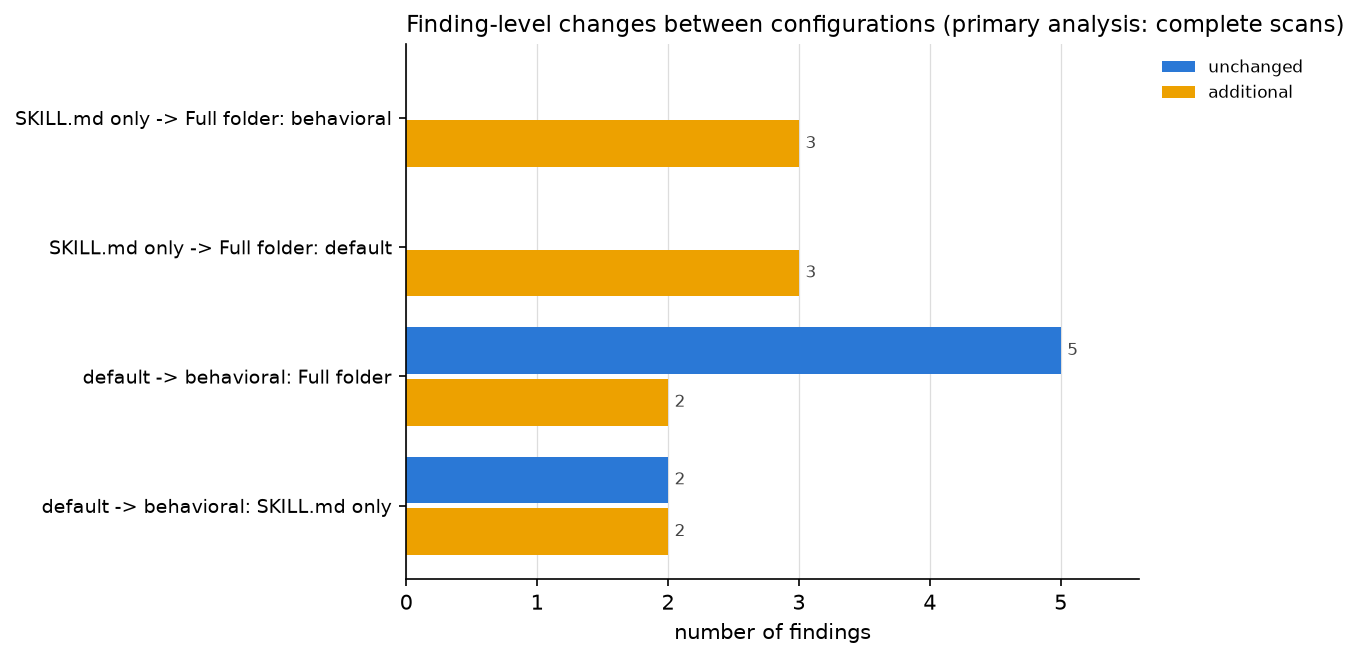 Finding-level changes between configurations (primary analysis: complete scans)
unchanged
additional
SKILL.md only -> Full folder: behavioral
3
SKILL.md only -> Full folder: default
3
5
default -> behavioral: Full folder
2
2
default -> behavioral: SKILL.md only
2
0 1 2 3 4 5
number of findings